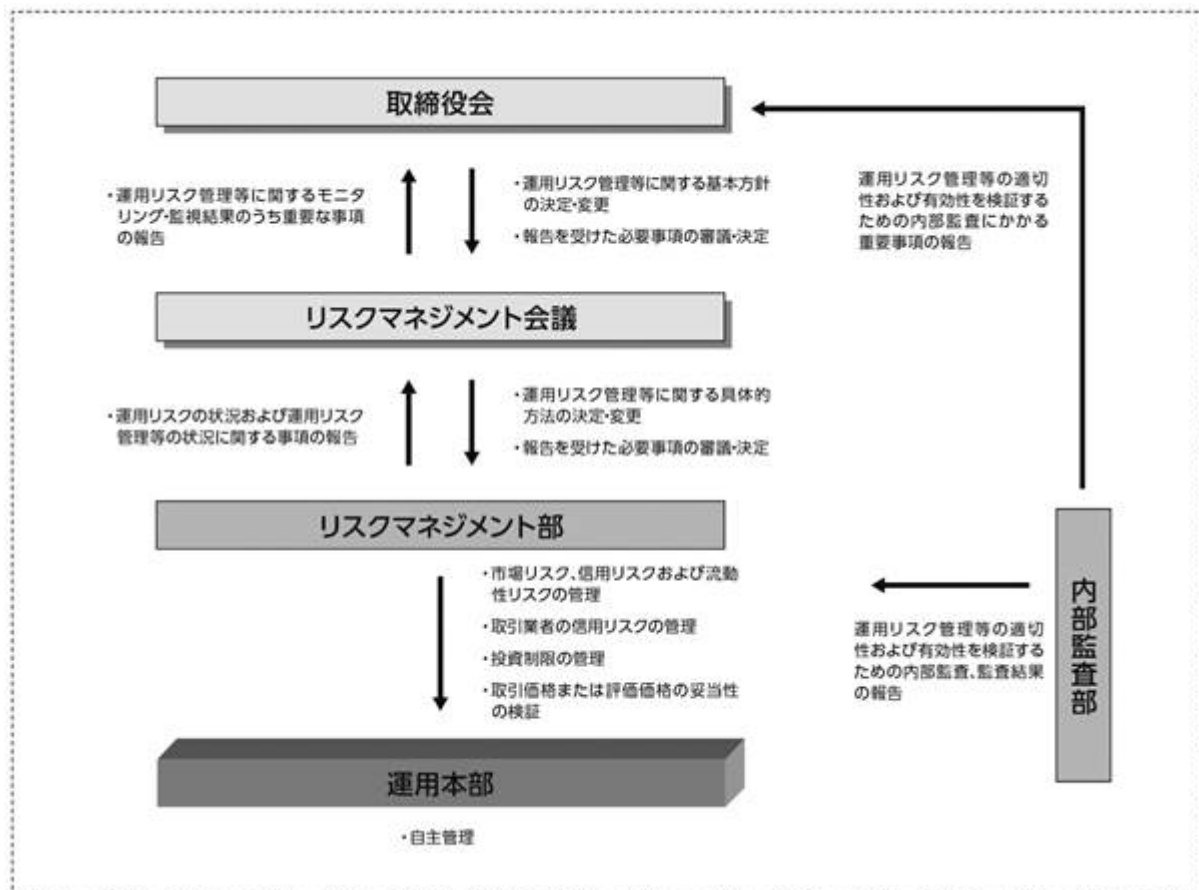 取締役会
・運用リスク管理等に関するモニタ
リング・監視結果のうち重要な事項
の報告
・運用リスク管理等に関する基本方針
の決定・変更
・報告を受けた必要事項の審議・決定
運用リスク管理等の適切
性および有効性を検証す
るための内部監査にかかる
重要事項の報告
リスクマネジメント会議
・運用リスクの状況および運用リスク
管理等の状況に関する事項の報告
・運用リスク管理等に関する具体的
方法の決定・変更
・報告を受けた必要事項の審議・決定
リスクマネジメント部
・市場リスク、信用リスクおよび流動
性リスクの管理
・取引業者の信用リスクの管理
・投資制限の管理
・取引価格または評価価格の妥当性
の検証
運用リスク管理等の適切
性および有効性を検証する
ための内部監査、監査結果
の報告
内部監査部
運用本部
・自主管理